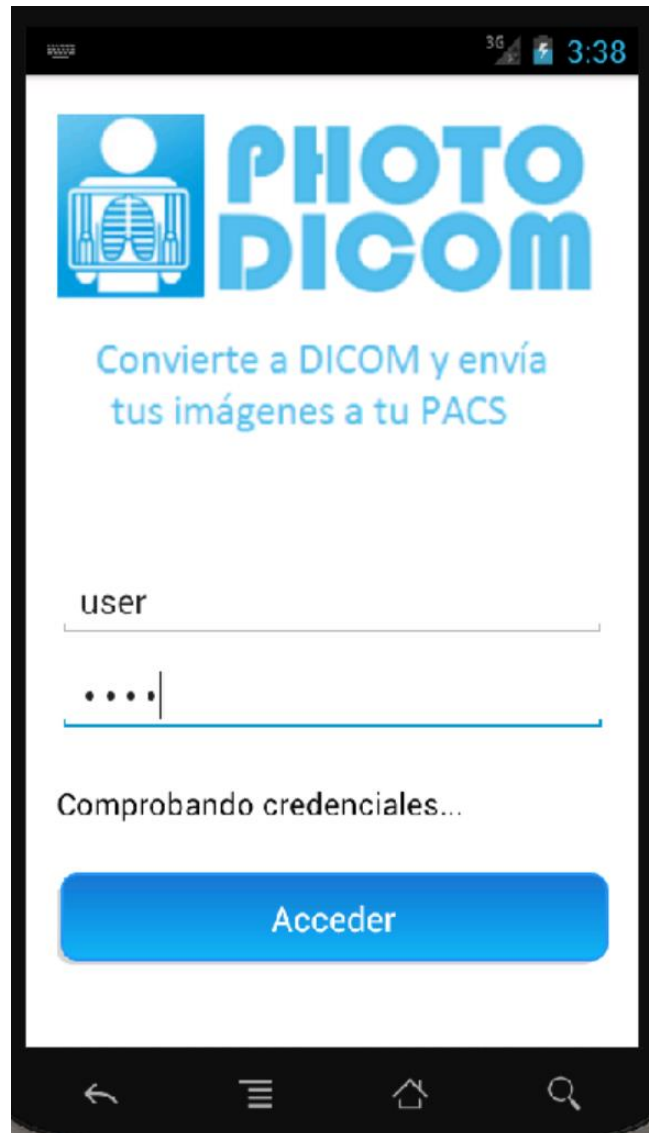 3G 3:38
PHOTO
DICOM
Convierte a DICOM y envía
tus imágenes a tu PACS
user
••••
Comprobando credenciales...
Acceder